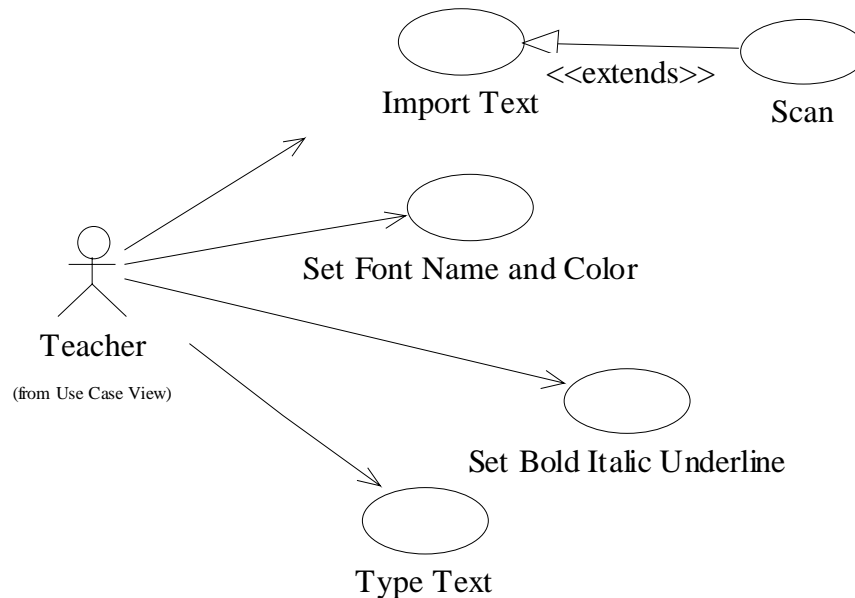 <<extends>>
Import Text
Scan
Set Font Name and Color
Teacher
(from Use Case View)
Set Bold Italic Underline
Type Text